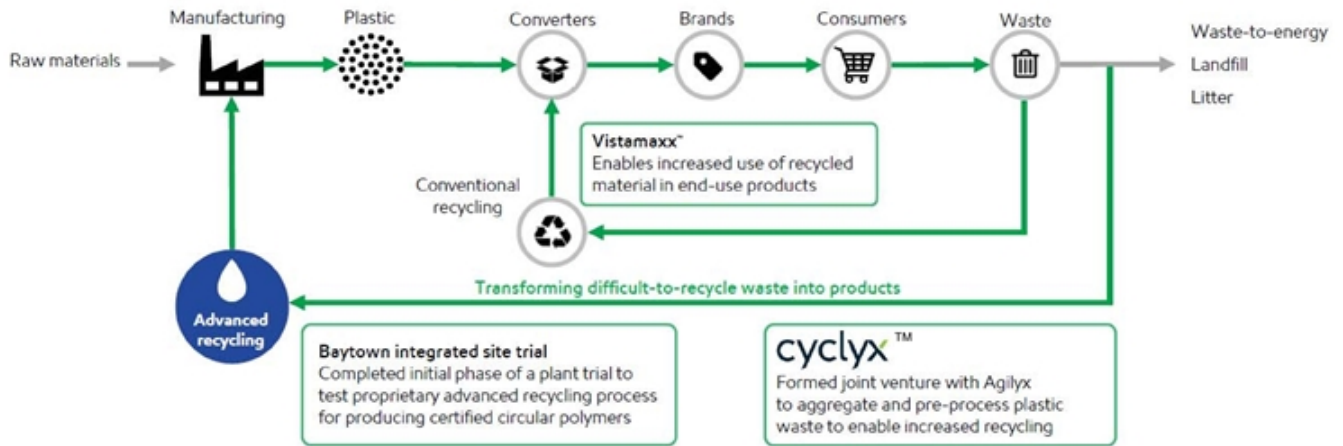 Manufacturing
Plastic
Converters
Brands
Consumers
Waste
Raw materials
Waste-to-energy
Landfill
Litter
Vistamaxx™
Enables increased use of recycled
material in end-use products
Conventional
recycling
Transforming difficult-to-recycle waste into products
Advanced
recycling
Baytown integrated site trial
Completed initial phase of a plant trial to
test proprietary advanced recycling process
for producing certified circular polymers
cyclyx ™
Formed joint venture with Agilyx
to aggregate and pre-process plastic
waste to enable increased recycling